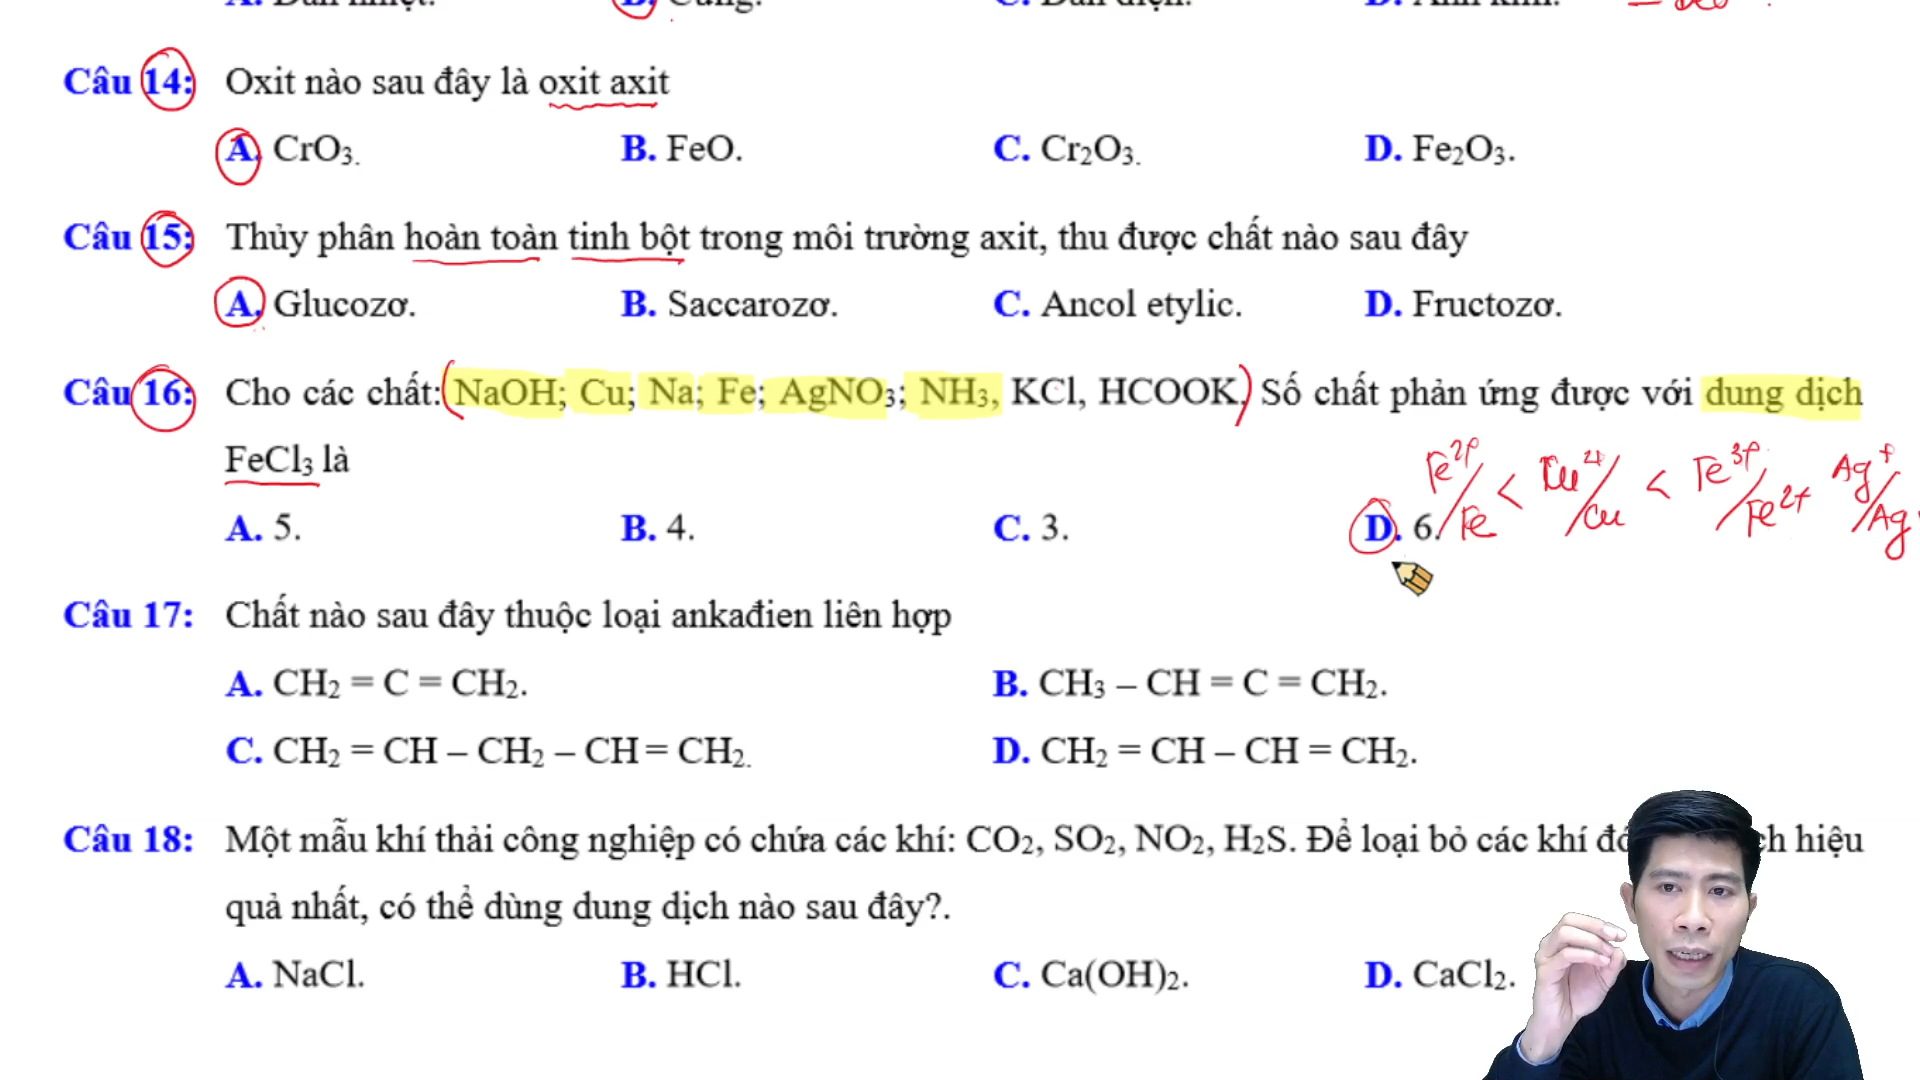 A. Dẫn nhiệt. B. Cứng. C. Dẫn điện. D. Ánh kim.
Câu 14: Oxit nào sau đây là oxit axit
A. CrO₃. B. FeO. C. Cr₂O₃. D. Fe₂O₃.
Câu 15: Thủy phân hoàn toàn tinh bột trong môi trường axit, thu được chất nào sau đây
A. Glucozơ. B. Saccarozơ. C. Ancol etylic. D. Fructozơ.
Câu 16: Cho các chất: NaOH; Cu; Na; Fe; AgNO₃; NH₃, KCl, HCOOK, Số chất phản ứng được với dung dịch
FeCl₃ là
Fe²⁺/Fe < Cu²⁺/Cu < Fe³⁺/Fe²⁺ Ag⁺/Ag
A. 5. B. 4. C. 3. D. 6.
Câu 17: Chất nào sau đây thuộc loại ankađien liên hợp
A. CH₂ = C = CH₂. B. CH₃ – CH = C = CH₂.
C. CH₂ = CH – CH₂ – CH = CH₂. D. CH₂ = CH – CH = CH₂.
Câu 18: Một mẫu khí thải công nghiệp có chứa các khí: CO₂, SO₂, NO₂, H₂S. Để loại bỏ các khí hiệu
quả nhất, có thể dùng dung dịch nào sau đây?.
A. NaCl. B. HCl. C. Ca(OH)₂. D. CaCl₂.